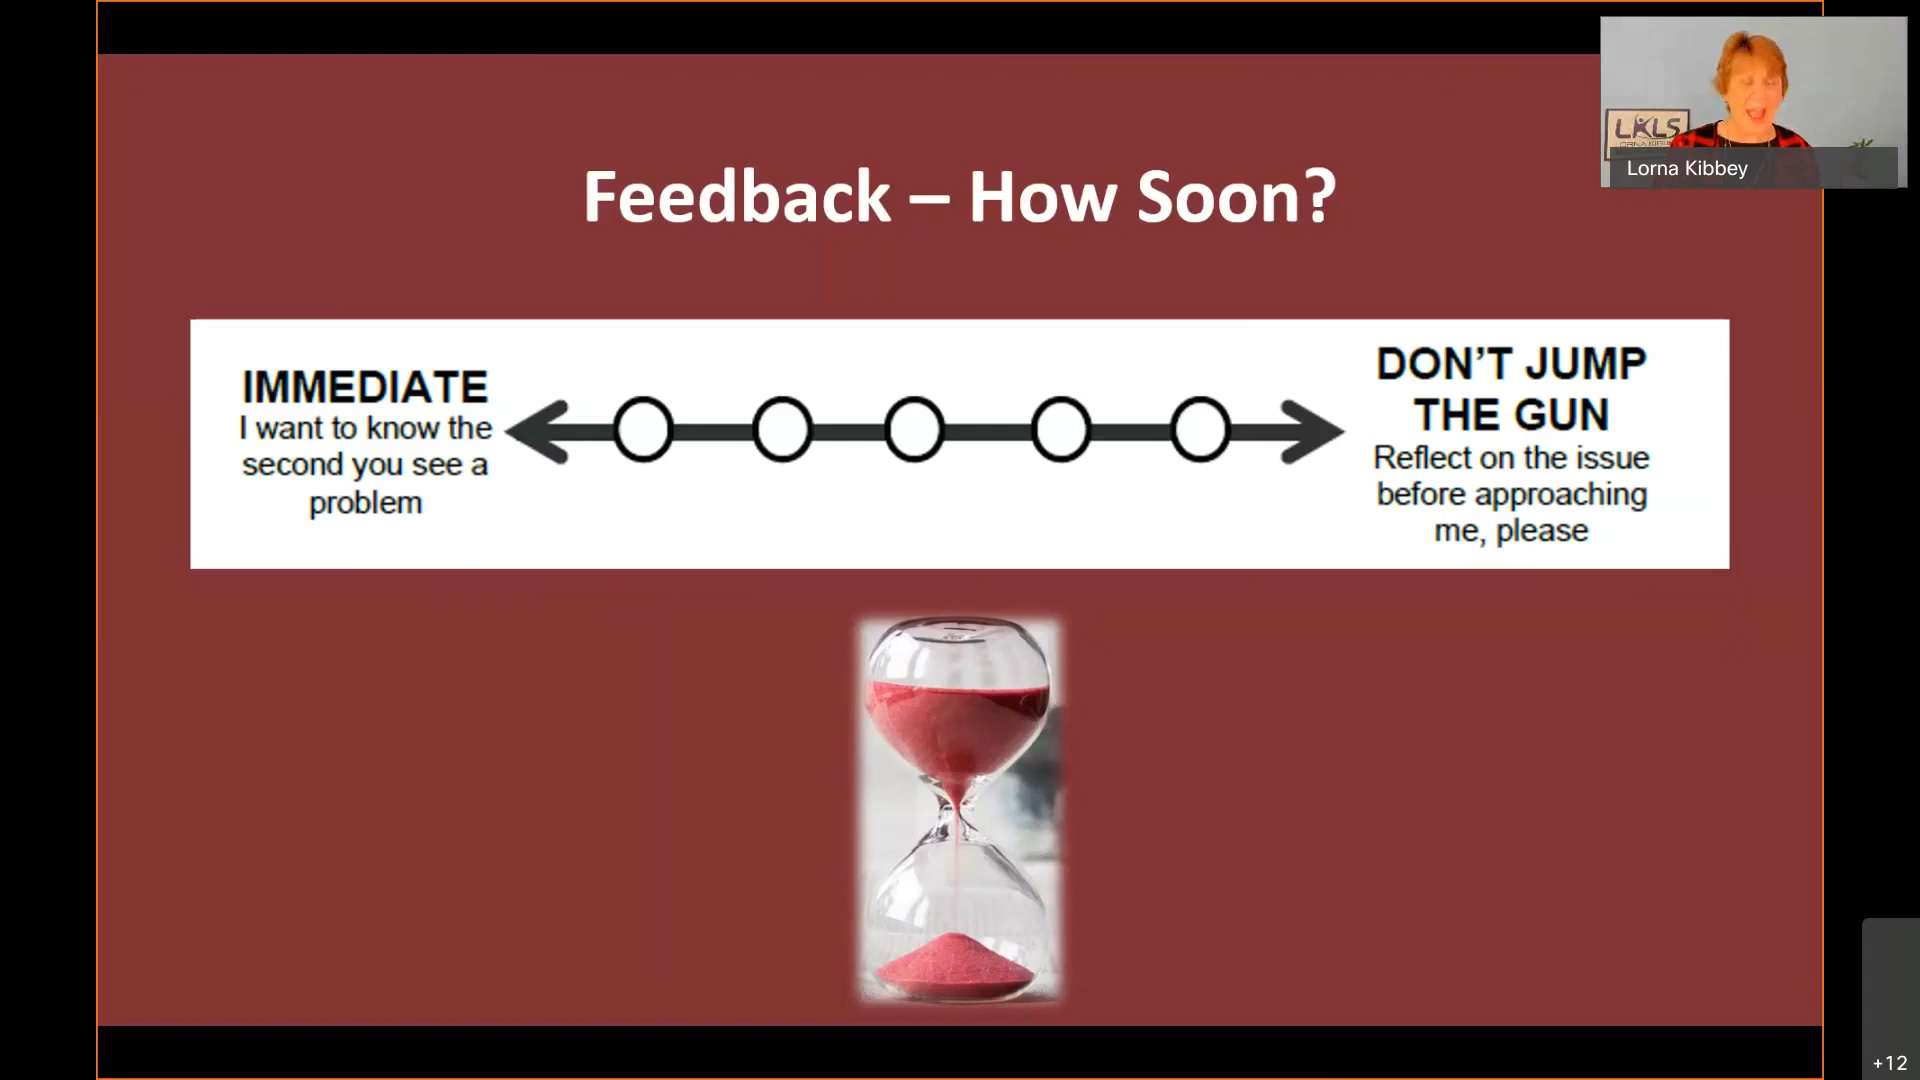 Feedback – How Soon?
IMMEDIATE
I want to know the
second you see a
problem
DON'T JUMP
THE GUN
Reflect on the issue
before approaching
me, please
LKLS
Lorna Kibbey
+12